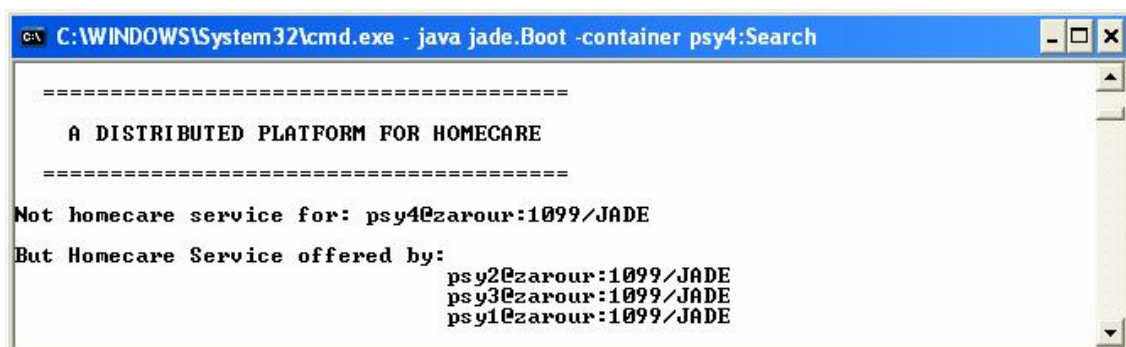 C:\WINDOWS\System32\cmd.exe - java jade.Boot -container psy4:Search
=======================================
A DISTRIBUTED PLATFORM FOR HOMECARE
=======================================
Not homecare service for: psy4@zarour:1099/JADE
But Homecare Service offered by:
psy2@zarour:1099/JADE
psy3@zarour:1099/JADE
psy1@zarour:1099/JADE